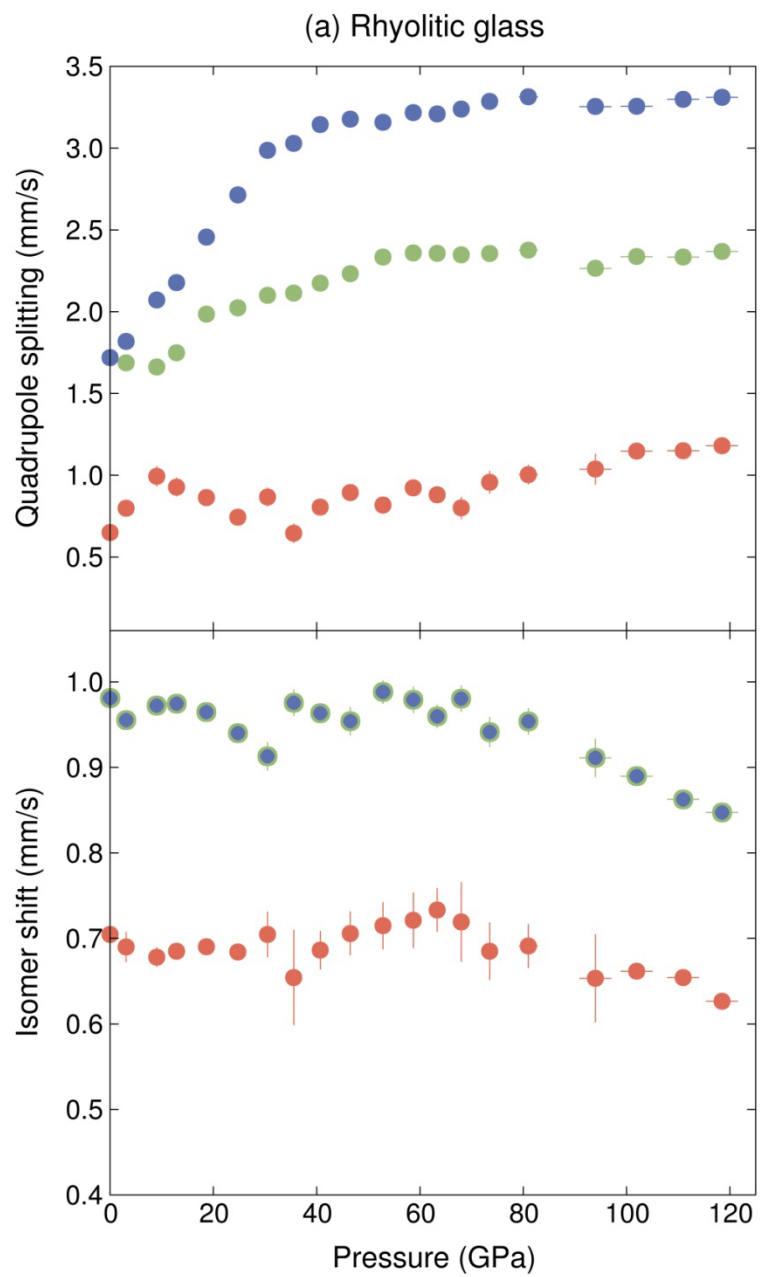 (a) Rhyolitic glass
Quadrupole splitting (mm/s)
3.5
3.0
2.5
2.0
1.5
1.0
0.5
Isomer shift (mm/s)
1.0
0.9
0.8
0.7
0.6
0.5
0.4
0 20 40 60 80 100 120
Pressure (GPa)